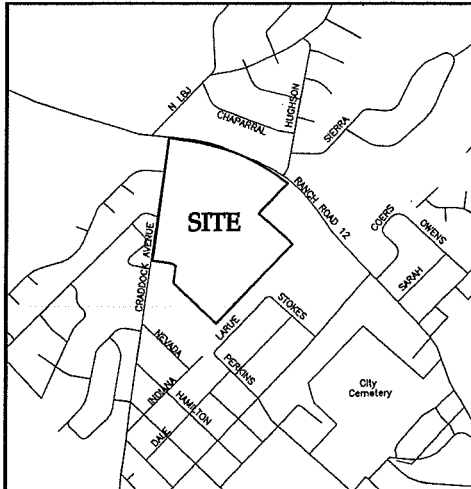 N LBJ
CHAPARRAL
HUGHSON
SIERRA
RANCH ROAD 12
SITE
COERS
OWENS
SARAH
CRADDOCK AVENUE
STOKES
LARUE
NEVADA
PERKINS
INDIANA
HAMILTON
DALE
City
Cemetery